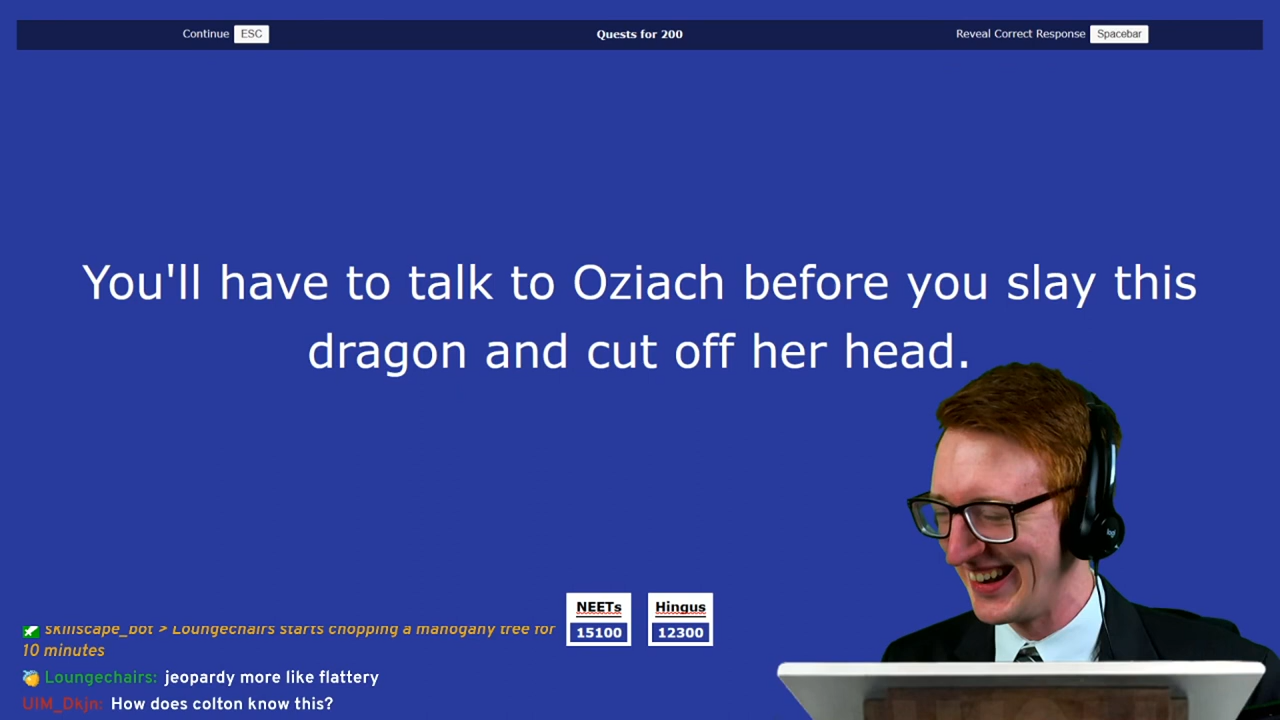 Continue ESC
Quests for 200
Reveal Correct Response Spacebar
You'll have to talk to Oziach before you slay this
dragon and cut off her head.
NEETs
15100
Hingus
12300
skillscape_bot > Loungechairs starts chopping a mahogany tree for
10 minutes
Loungechairs: jeopardy more like flattery
UIM_Dkjn: How does colton know this?
logi